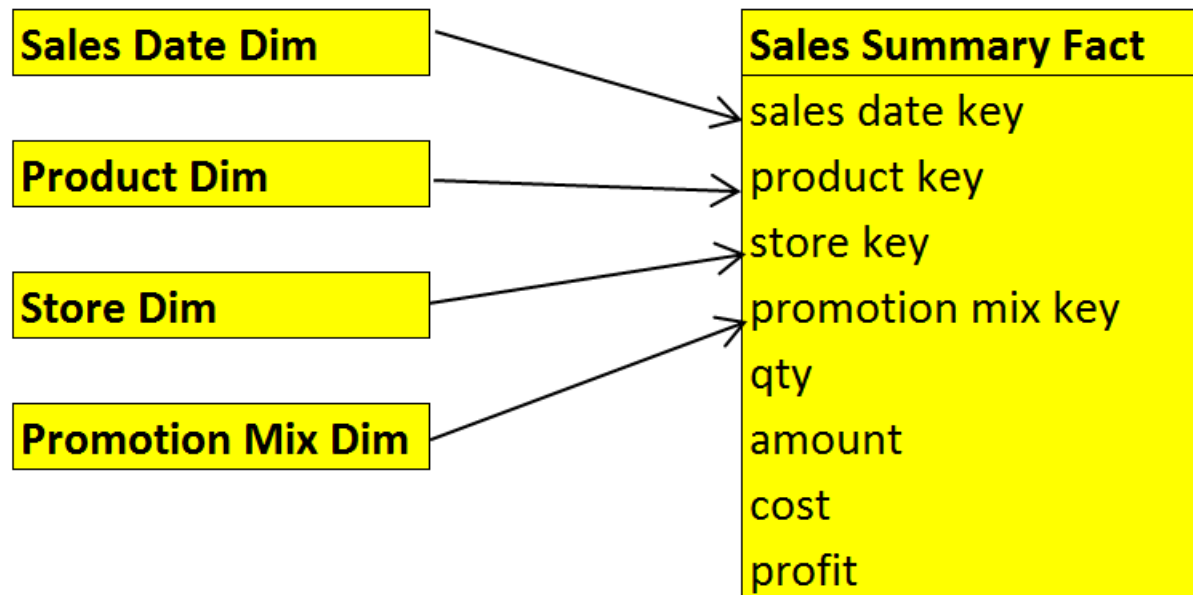 Sales Date Dim
Product Dim
Store Dim
Promotion Mix Dim
Sales Summary Fact
sales date key
product key
store key
promotion mix key
qty
amount
cost
profit